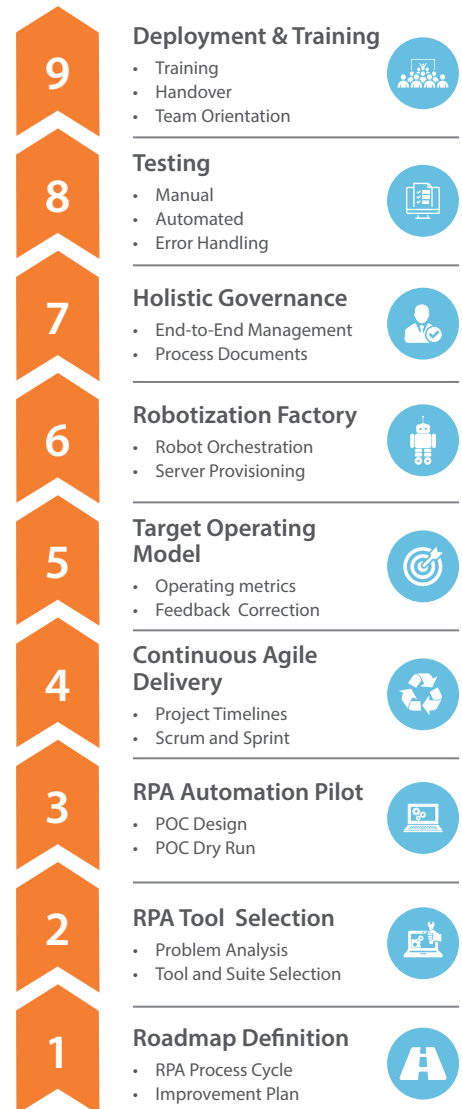 9
Deployment & Training
• Training
• Handover
• Team Orientation
8
Testing
• Manual
• Automated
• Error Handling
7
Holistic Governance
• End-to-End Management
• Process Documents
6
Robotization Factory
• Robot Orchestration
• Server Provisioning
5
Target Operating
Model
• Operating metrics
• Feedback Correction
4
Continuous Agile
Delivery
• Project Timelines
• Scrum and Sprint
3
RPA Automation Pilot
• POC Design
• POC Dry Run
2
RPA Tool Selection
• Problem Analysis
• Tool and Suite Selection
1
Roadmap Definition
• RPA Process Cycle
• Improvement Plan